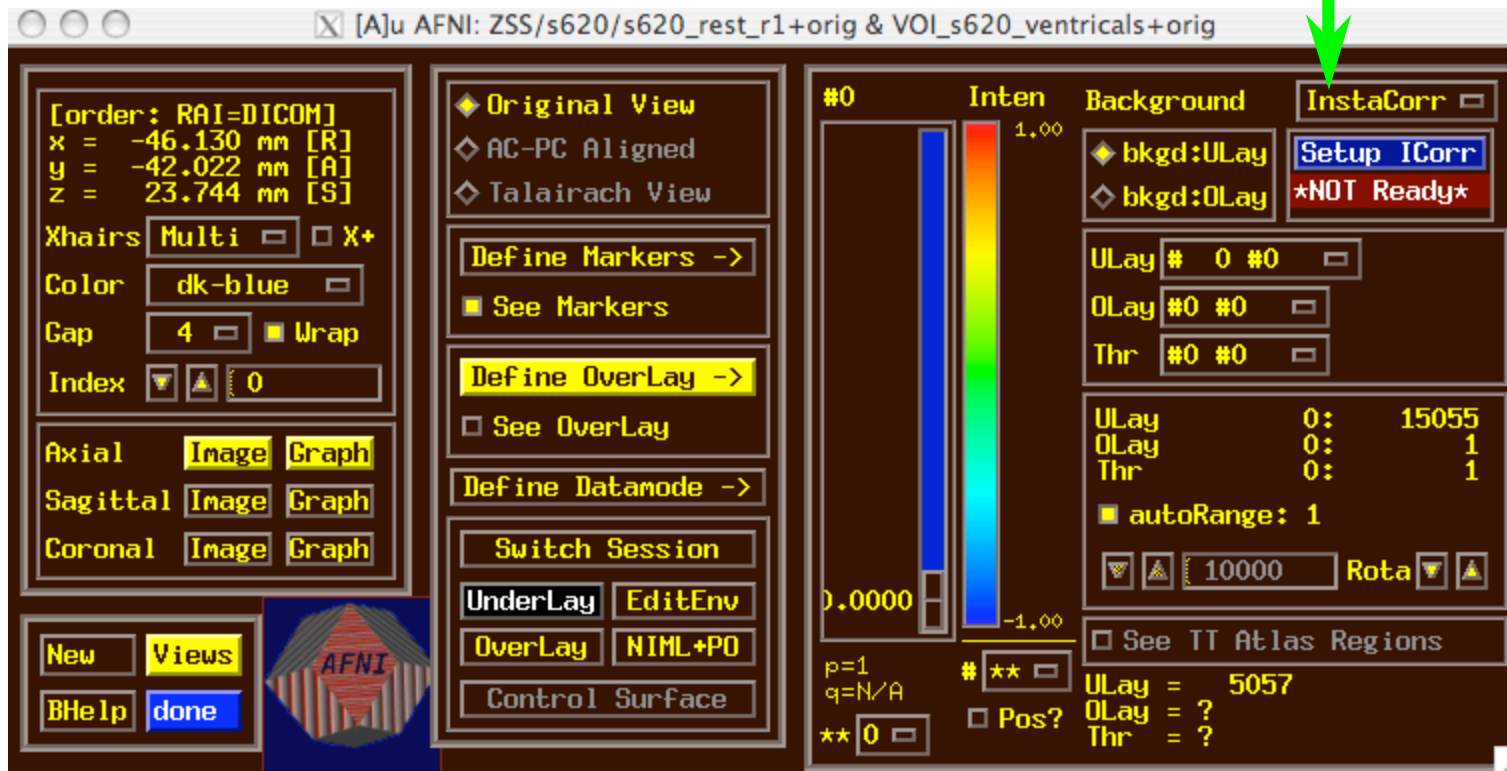 [A]u AFNI: ZSS/s620/s620_rest_r1+orig & VOI_s620_ventricals+orig
[order: RAI=DICOM]
x = -46.130 mm [R]
y = -42.022 mm [A]
z = 23.744 mm [S]
Xhairs Multi X+
Color dk-blue
Gap 4 Wrap
Index 0
Axial Image Graph
Sagittal Image Graph
Coronal Image Graph
New Views
BHelp done
AFNI
Original View
AC-PC Aligned
Talairach View
Define Markers ->
See Markers
Define OverLay ->
See OverLay
Define Datamode ->
Switch Session
UnderLay EditEnv
OverLay NIML+PO
Control Surface
#0 Inten
1.00
0.0000
-1.00
p=1
q=N/A
# **
** 0 Pos?
Background InstaCorr
bkgd:ULay Setup ICorr
bkgd:OLay *NOT Ready*
ULay # 0 #0
OLay #0 #0
Thr #0 #0
ULay 0: 15055
OLay 0: 1
Thr 0: 1
autoRange: 1
10000 Rota
See TT Atlas Regions
ULay = 5057
OLay = ?
Thr = ?